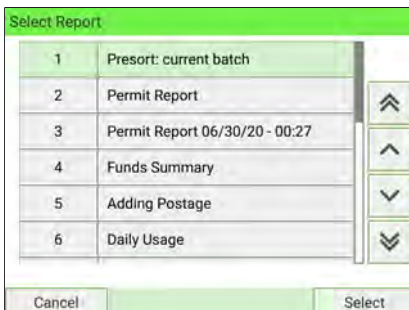 Select Report
1 Presort: current batch
2 Permit Report
3 Permit Report 06/30/20 - 00:27
4 Funds Summary
5 Adding Postage
6 Daily Usage
Cancel Select